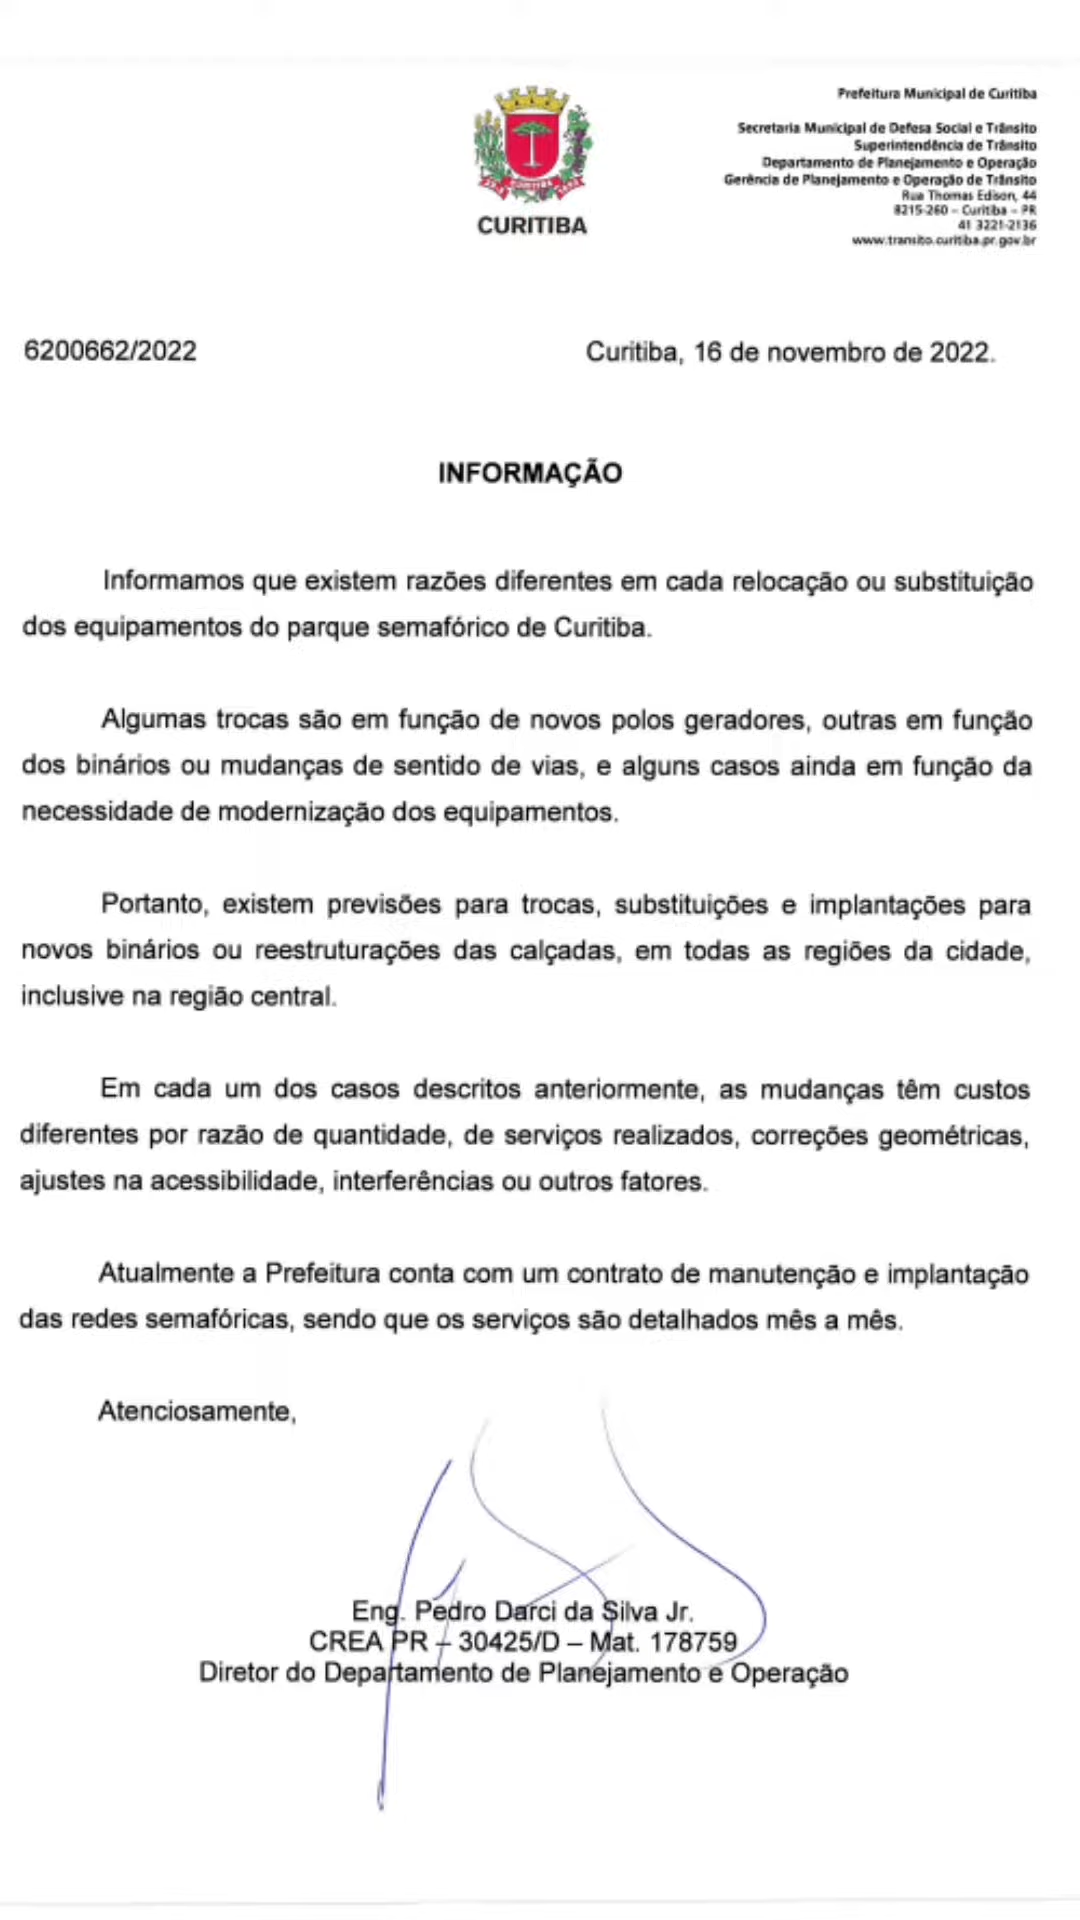 CURITIBA
Prefeitura Municipal de Curitiba
Secretaria Municipal de Defesa Social e Trânsito
Superintendência de Trânsito
Departamento de Planejamento e Operação
Gerência de Planejamento e Operação de Trânsito
Rua Thomas Edison, 44
8215-260 – Curitiba – PR
41 3221-2136
www.transito.curitiba.pr.gov.br
6200662/2022
Curitiba, 16 de novembro de 2022.
INFORMAÇÃO
Informamos que existem razões diferentes em cada relocação ou substituição
dos equipamentos do parque semafórico de Curitiba.
Algumas trocas são em função de novos polos geradores, outras em função
dos binários ou mudanças de sentido de vias, e alguns casos ainda em função da
necessidade de modernização dos equipamentos.
Portanto, existem previsões para trocas, substituições e implantações para
novos binários ou reestruturações das calçadas, em todas as regiões da cidade,
inclusive na região central.
Em cada um dos casos descritos anteriormente, as mudanças têm custos
diferentes por razão de quantidade, de serviços realizados, correções geométricas,
ajustes na acessibilidade, interferências ou outros fatores.
Atualmente a Prefeitura conta com um contrato de manutenção e implantação
das redes semafóricas, sendo que os serviços são detalhados mês a mês.
Atenciosamente,
Eng. Pedro Darci da Silva Jr.
CREA PR – 30425/D – Mat. 178759
Diretor do Departamento de Planejamento e Operação